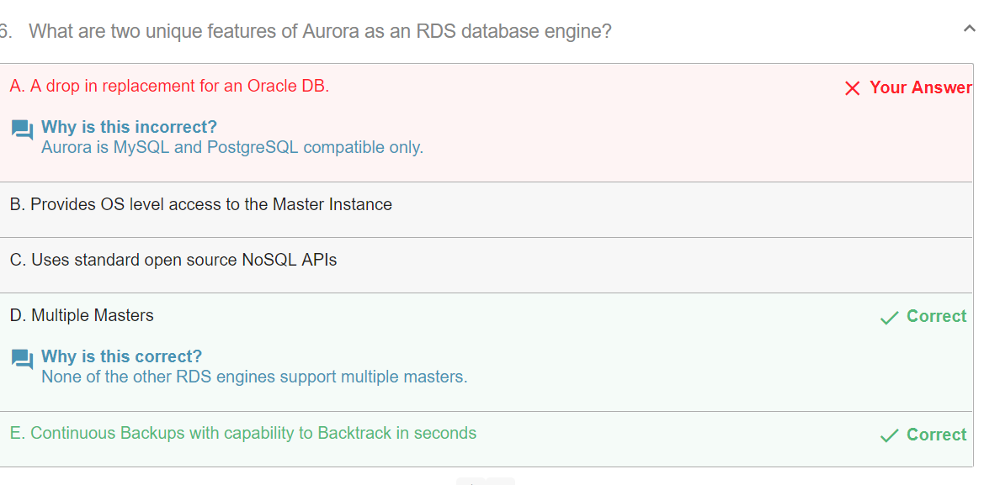 6. What are two unique features of Aurora as an RDS database engine?
A. A drop in replacement for an Oracle DB.
Your Answer
Why is this incorrect?
Aurora is MySQL and PostgreSQL compatible only.
B. Provides OS level access to the Master Instance
C. Uses standard open source NoSQL APIs
D. Multiple Masters
Correct
Why is this correct?
None of the other RDS engines support multiple masters.
E. Continuous Backups with capability to Backtrack in seconds
Correct